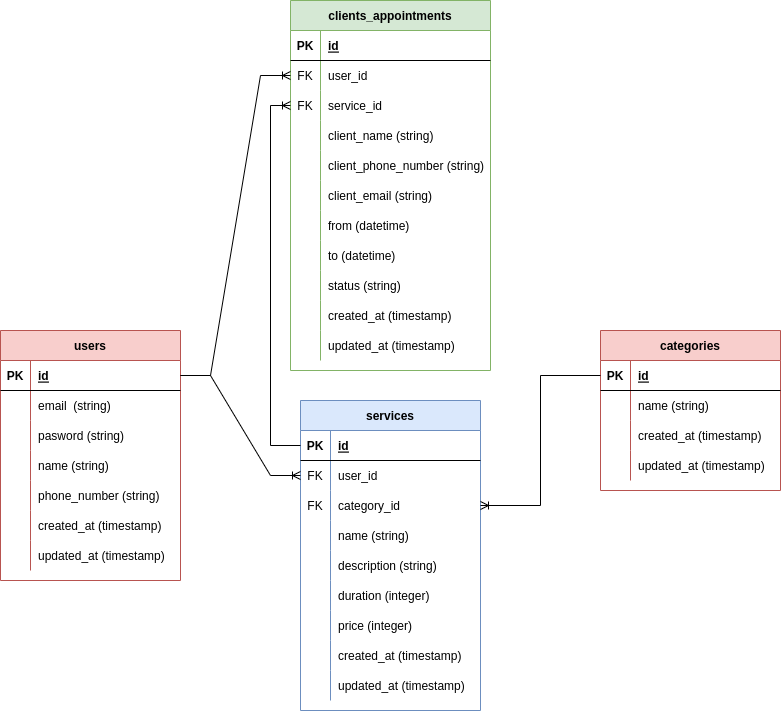 clients_appointments
PK id
FK user_id
FK service_id
client_name (string)
client_phone_number (string)
client_email (string)
from (datetime)
to (datetime)
status (string)
created_at (timestamp)
updated_at (timestamp)
users
PK id
email (string)
pasword (string)
name (string)
phone_number (string)
created_at (timestamp)
updated_at (timestamp)
services
PK id
FK user_id
FK category_id
name (string)
description (string)
duration (integer)
price (integer)
created_at (timestamp)
updated_at (timestamp)
categories
PK id
name (string)
created_at (timestamp)
updated_at (timestamp)